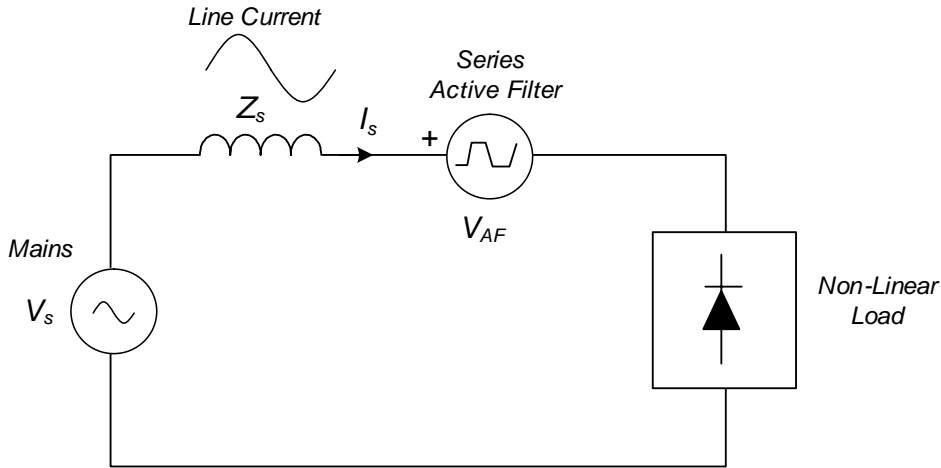 Line Current
Series
Active Filter
Zs
Is
+
VAF
Mains
Vs
Non-Linear
Load